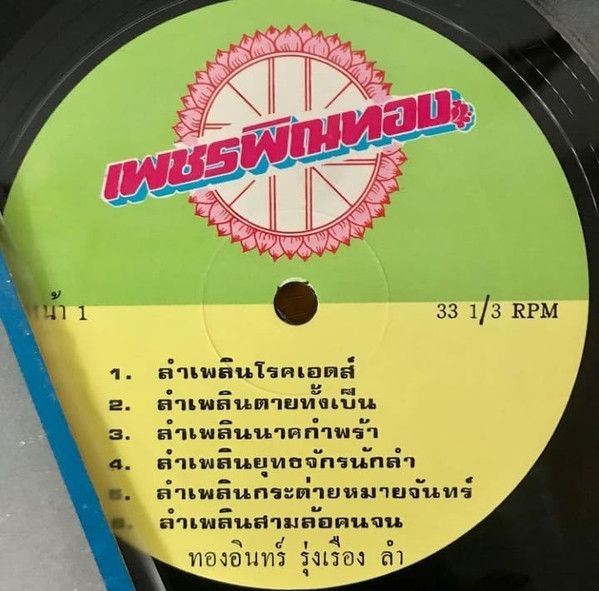 เพชรพิณทอง
หน้า 1
33 1/3 RPM
1. ลำเพลินโรคเอดส์
2. ลำเพลินตายทั้งเป็น
3. ลำเพลินนาคกำพร้า
4. ลำเพลินยุทธจักรนักลำ
5. ลำเพลินกระต่ายหมายจันทร์
6. ลำเพลินสามล้อคนจน
ทองอินทร์ รุ่งเรือง ลำ